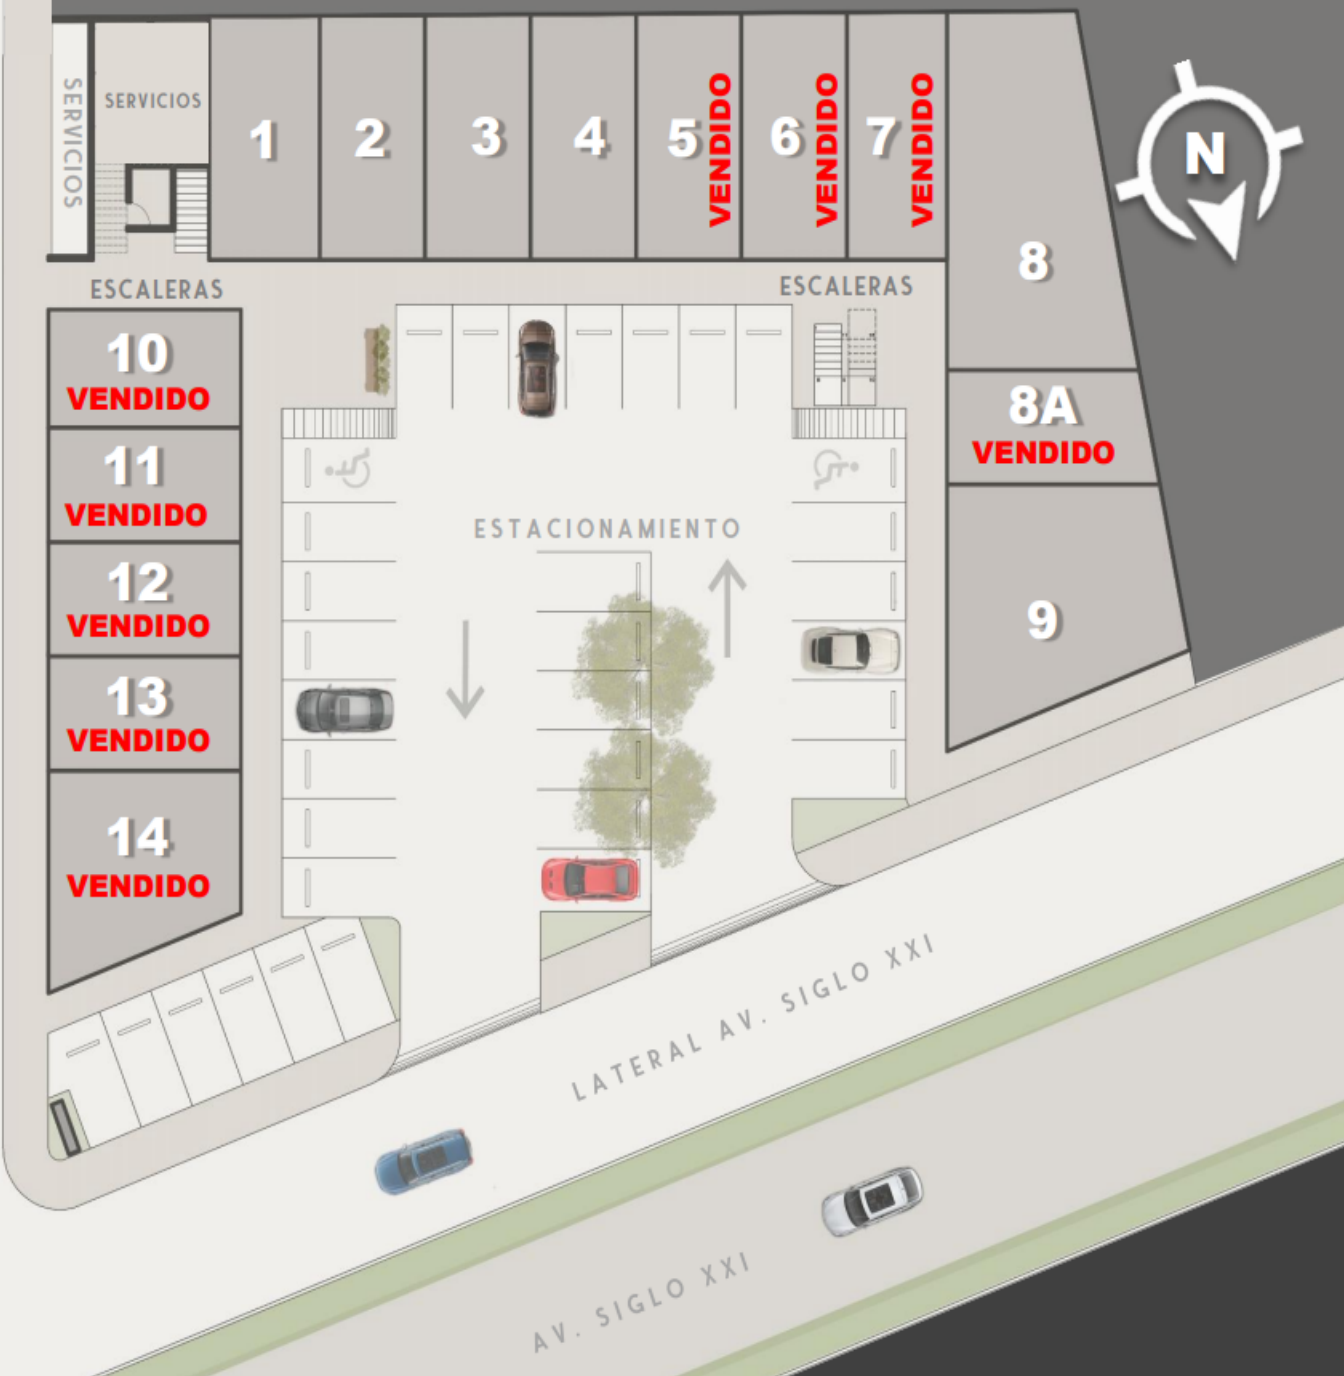 SERVICIOS
SERVICIOS
1
2
3
4
5
VENDIDO
6
VENDIDO
7
VENDIDO
8
N
ESCALERAS
ESCALERAS
10
VENDIDO
8A
VENDIDO
11
VENDIDO
ESTACIONAMIENTO
12
VENDIDO
9
13
VENDIDO
14
VENDIDO
LATERAL AV. SIGLO XXI
AV. SIGLO XXI